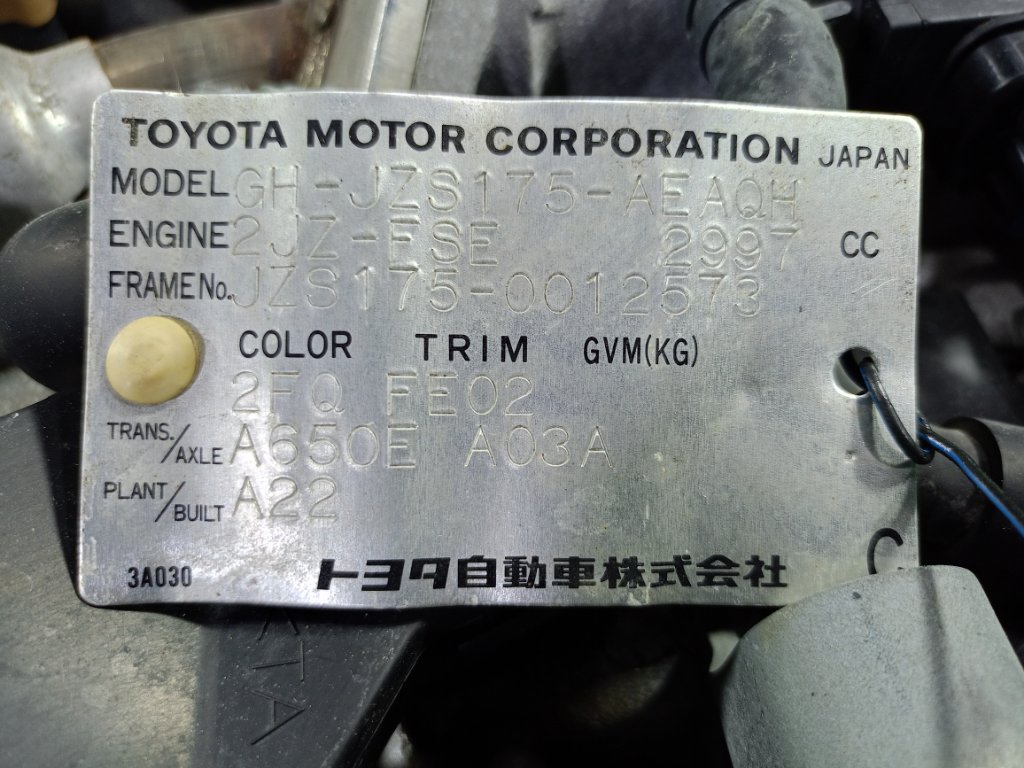 TOYOTA MOTOR CORPORATION JAPAN
MODEL GH-JZS175-AEAQH
ENGINE 2JZ-FSE 2997 CC
FRAME No. JZS175-0012573
COLOR TRIM GVM(KG)
2FQ FE02
TRANS./AXLE A650E A03A
PLANT/BUILT A22
3A030 トヨタ自動車株式会社 C